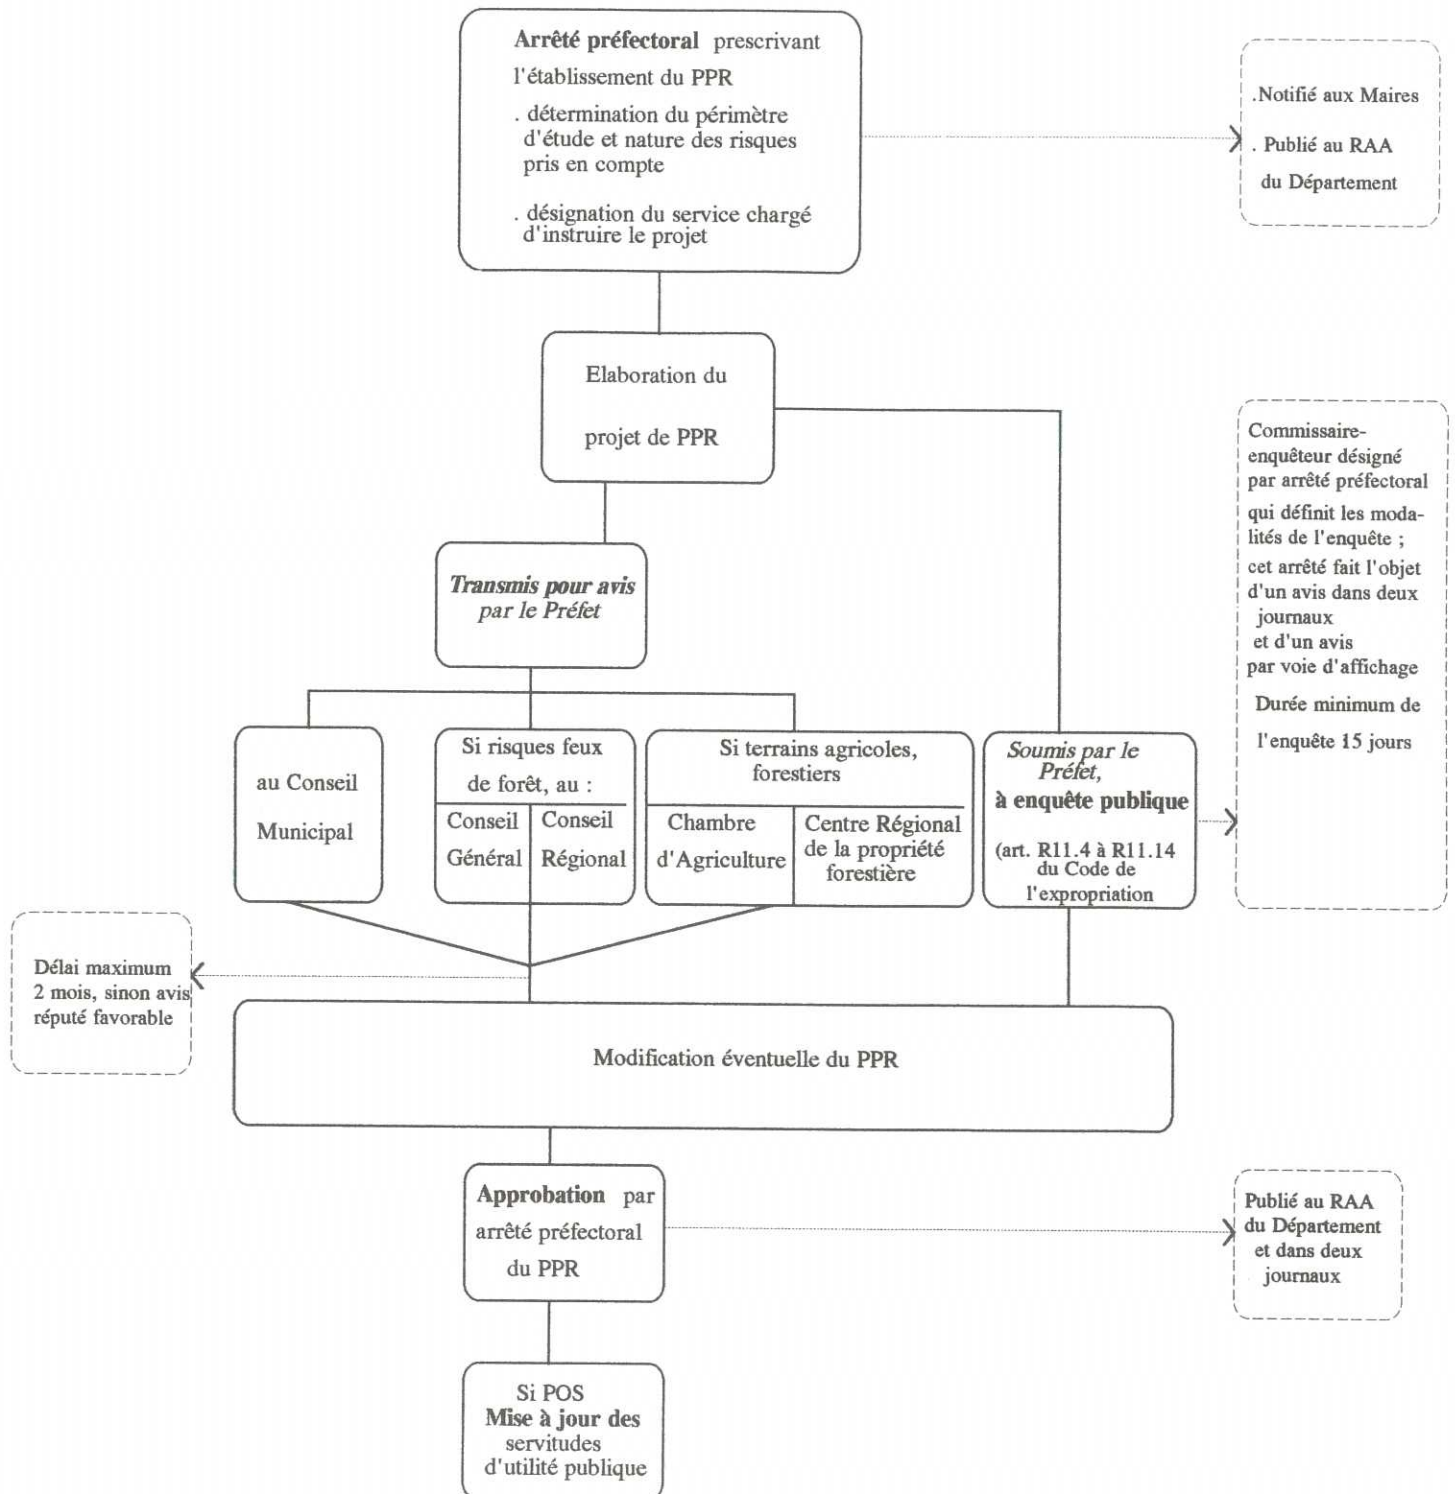 Arrêté préfectoral prescrivant
l'établissement du PPR
. détermination du périmètre
d'étude et nature des risques
pris en compte
. désignation du service chargé
d'instruire le projet
.Notifié aux Maires
. Publié au RAA
du Département
Elaboration du
projet de PPR
Commissaire-
enquêteur désigné
par arrêté préfectoral
qui définit les moda-
lités de l'enquête ;
cet arrêté fait l'objet
d'un avis dans deux
journaux
et d'un avis
par voie d'affichage
Durée minimum de
l'enquête 15 jours
Transmis pour avis
par le Préfet
au Conseil
Municipal
Si risques feux
de forêt, au :
Conseil
Général
Conseil
Régional
Si terrains agricoles,
forestiers
Chambre
d'Agriculture
Centre Régional
de la propriété
forestière
Soumis par le
Préfet,
à enquête publique
(art. R11.4 à R11.14
du Code de
l'expropriation
Délai maximum
2 mois, sinon avis
réputé favorable
Modification éventuelle du PPR
Approbation par
arrêté préfectoral
du PPR
Publié au RAA
du Département
et dans deux
journaux
Si POS
Mise à jour des
servitudes
d'utilité publique